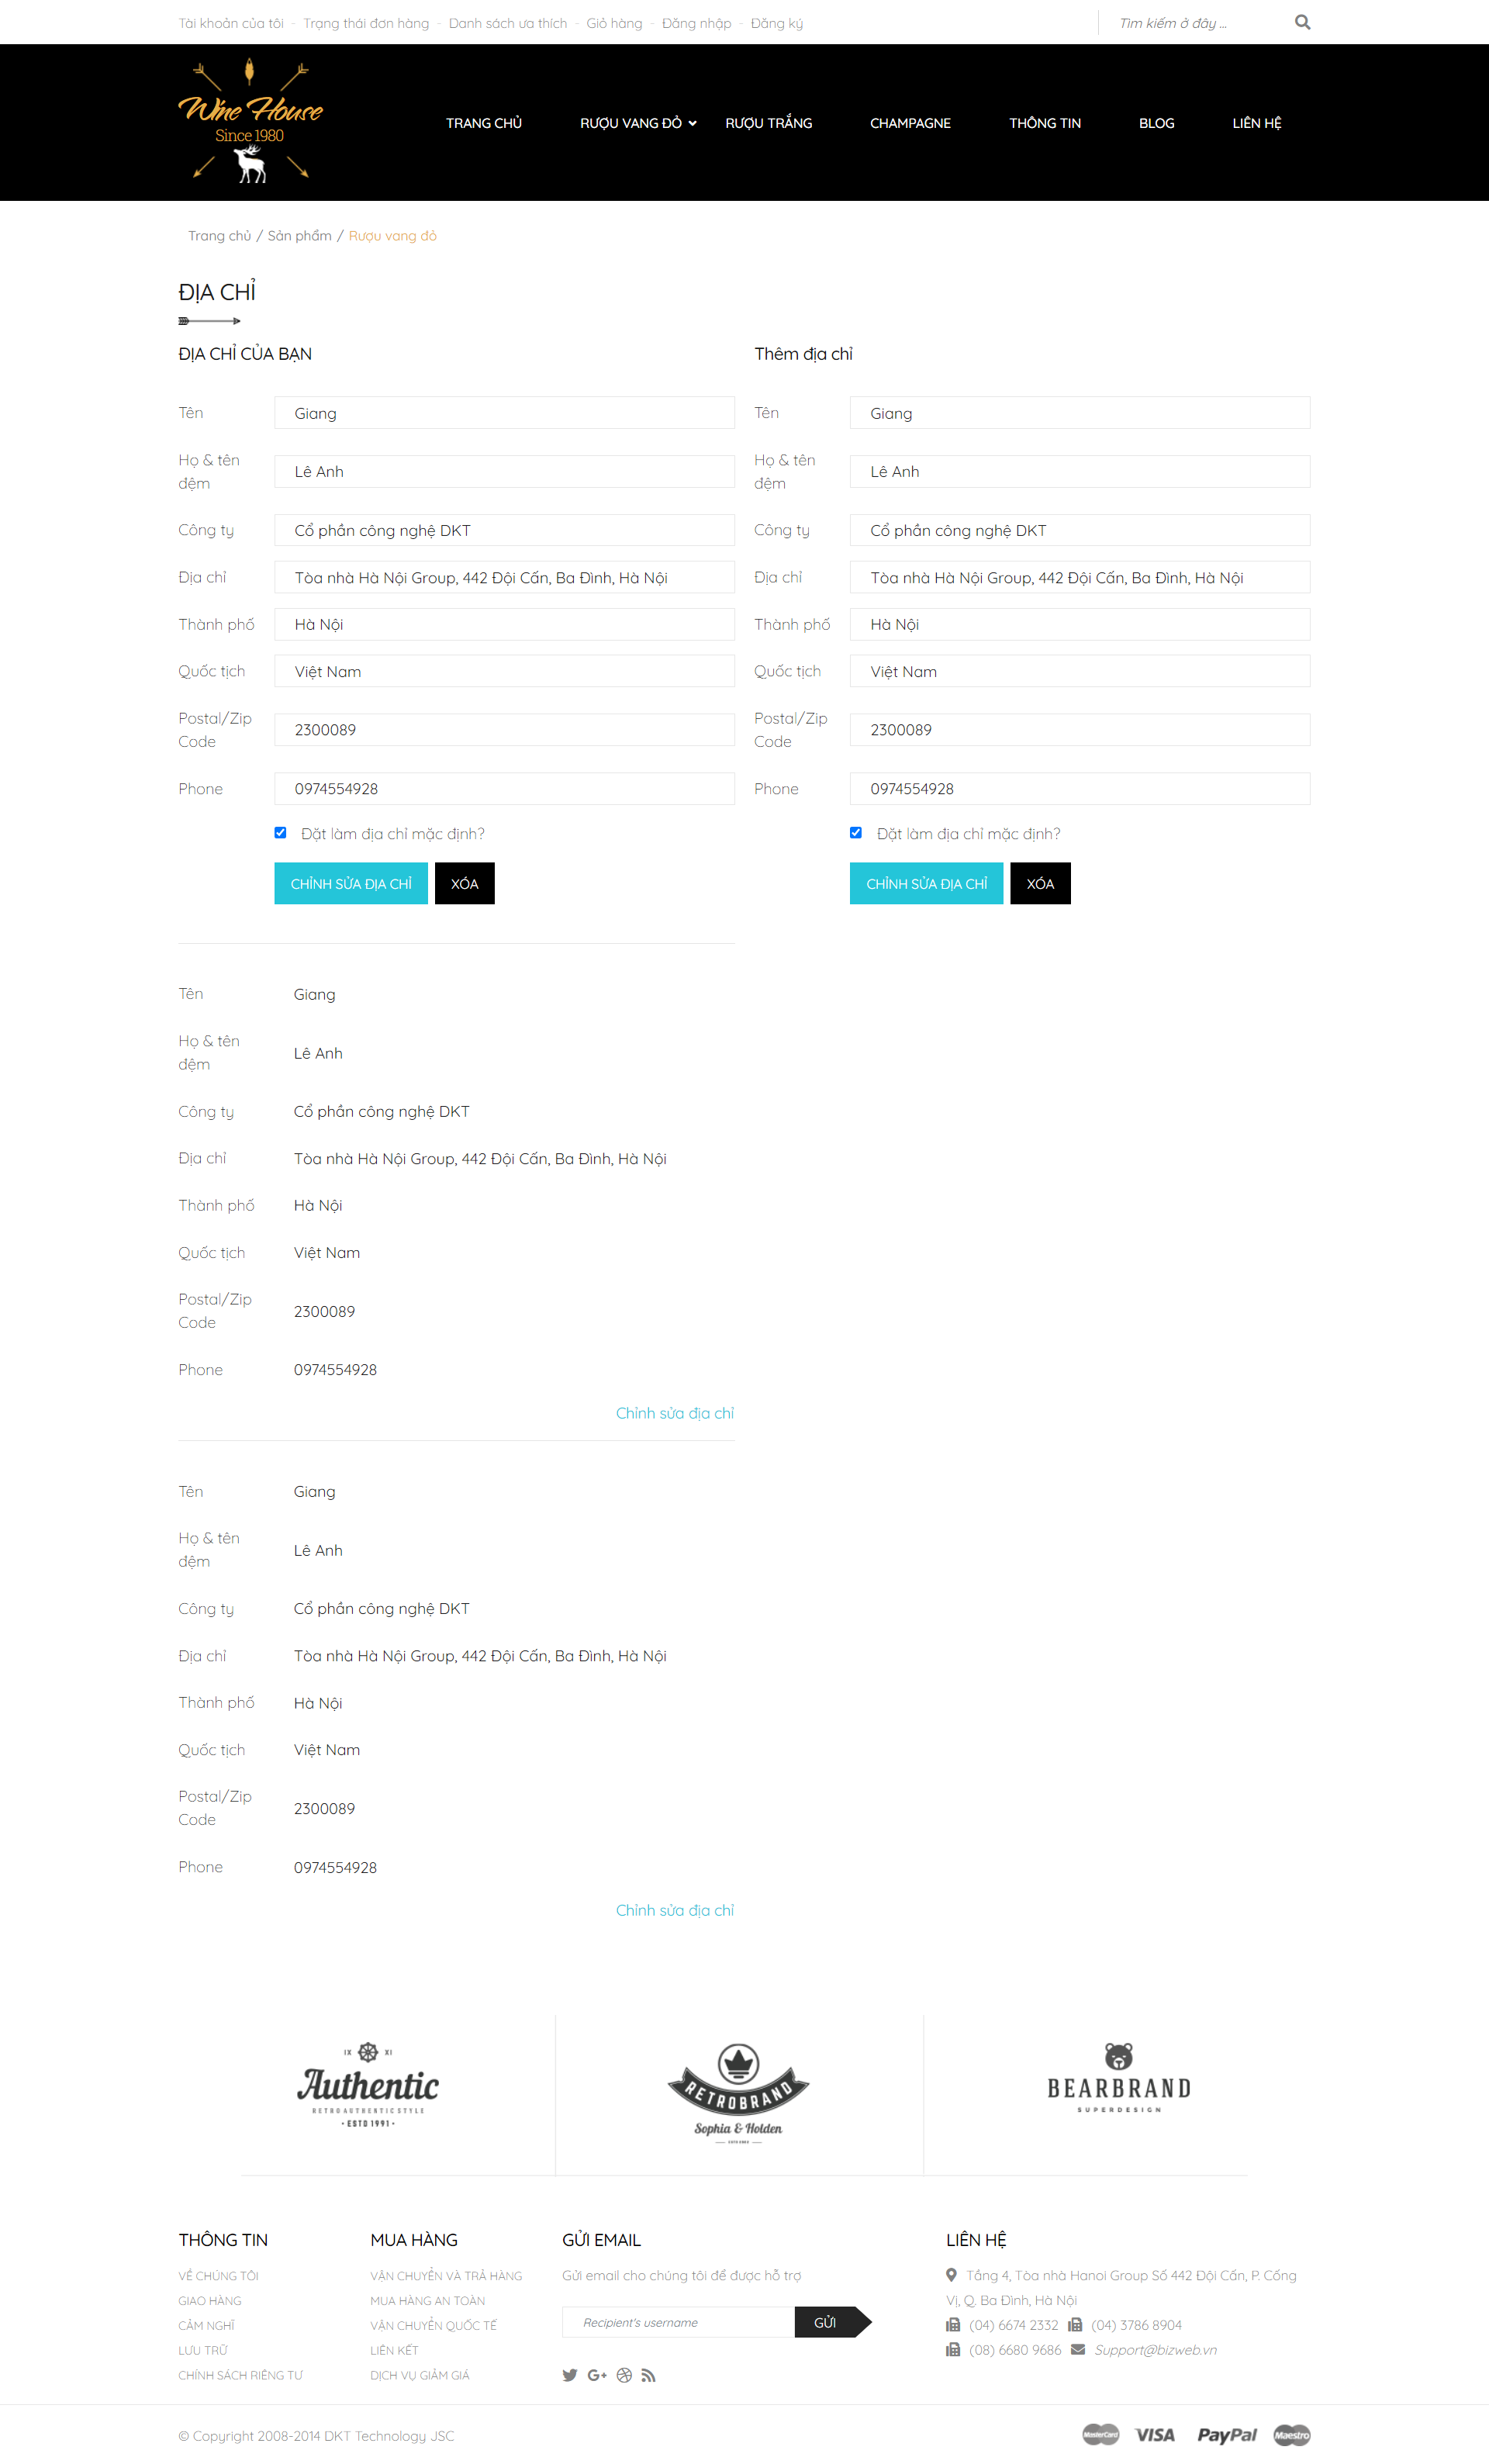 Tài khoản của tôi - Trạng thái đơn hàng - Danh sách ưa thích - Giỏ hàng - Đăng nhập - Đăng ký
Tìm kiếm ở đây ...
Wine House
Since 1980
TRANG CHỦ RƯỢU VANG ĐỎ RƯỢU TRẮNG CHAMPAGNE THÔNG TIN BLOG LIÊN HỆ
Trang chủ / Sản phẩm / Rượu vang đỏ
ĐỊA CHỈ
ĐỊA CHỈ CỦA BẠN
Tên Giang
Họ & tên
đệm
Lê Anh
Công ty Cổ phần công nghệ DKT
Địa chỉ Tòa nhà Hà Nội Group, 442 Đội Cấn, Ba Đình, Hà Nội
Thành phố Hà Nội
Quốc tịch Việt Nam
Postal/Zip
Code
2300089
Phone 0974554928
Đặt làm địa chỉ mặc định?
CHỈNH SỬA ĐỊA CHỈ XÓA
Thêm địa chỉ
Tên Giang
Họ & tên
đệm
Lê Anh
Công ty Cổ phần công nghệ DKT
Địa chỉ Tòa nhà Hà Nội Group, 442 Đội Cấn, Ba Đình, Hà Nội
Thành phố Hà Nội
Quốc tịch Việt Nam
Postal/Zip
Code
2300089
Phone 0974554928
Đặt làm địa chỉ mặc định?
CHỈNH SỬA ĐỊA CHỈ XÓA
Tên Giang
Họ & tên
đệm
Lê Anh
Công ty Cổ phần công nghệ DKT
Địa chỉ Tòa nhà Hà Nội Group, 442 Đội Cấn, Ba Đình, Hà Nội
Thành phố Hà Nội
Quốc tịch Việt Nam
Postal/Zip
Code
2300089
Phone 0974554928
Chỉnh sửa địa chỉ
Tên Giang
Họ & tên
đệm
Lê Anh
Công ty Cổ phần công nghệ DKT
Địa chỉ Tòa nhà Hà Nội Group, 442 Đội Cấn, Ba Đình, Hà Nội
Thành phố Hà Nội
Quốc tịch Việt Nam
Postal/Zip
Code
2300089
Phone 0974554928
Chỉnh sửa địa chỉ
IX XI
Authentic
RETROAUTHENTICSTYLE
• ESTD 1991 •
RETROBRAND
Sophia & Holden
BEARBRAND
SUPERDESIGN
THÔNG TIN
VỀ CHÚNG TÔI
GIAO HÀNG
CẢM NGHĨ
LƯU TRỮ
CHÍNH SÁCH RIÊNG TƯ
MUA HÀNG
VẬN CHUYỂN VÀ TRẢ HÀNG
MUA HÀNG AN TOÀN
VẬN CHUYỂN QUỐC TẾ
LIÊN KẾT
DỊCH VỤ GIẢM GIÁ
GỬI EMAIL
Gửi email cho chúng tôi để được hỗ trợ
Recipient's username GỬI
LIÊN HỆ
Tầng 4, Tòa nhà Hanoi Group Số 442 Đội Cấn, P. Cống
Vị, Q. Ba Đình, Hà Nội
(04) 6674 2332 (04) 3786 8904
(08) 6680 9686 Support@bizweb.vn
© Copyright 2008-2014 DKT Technology JSC
MasterCard VISA PayPal Maestro